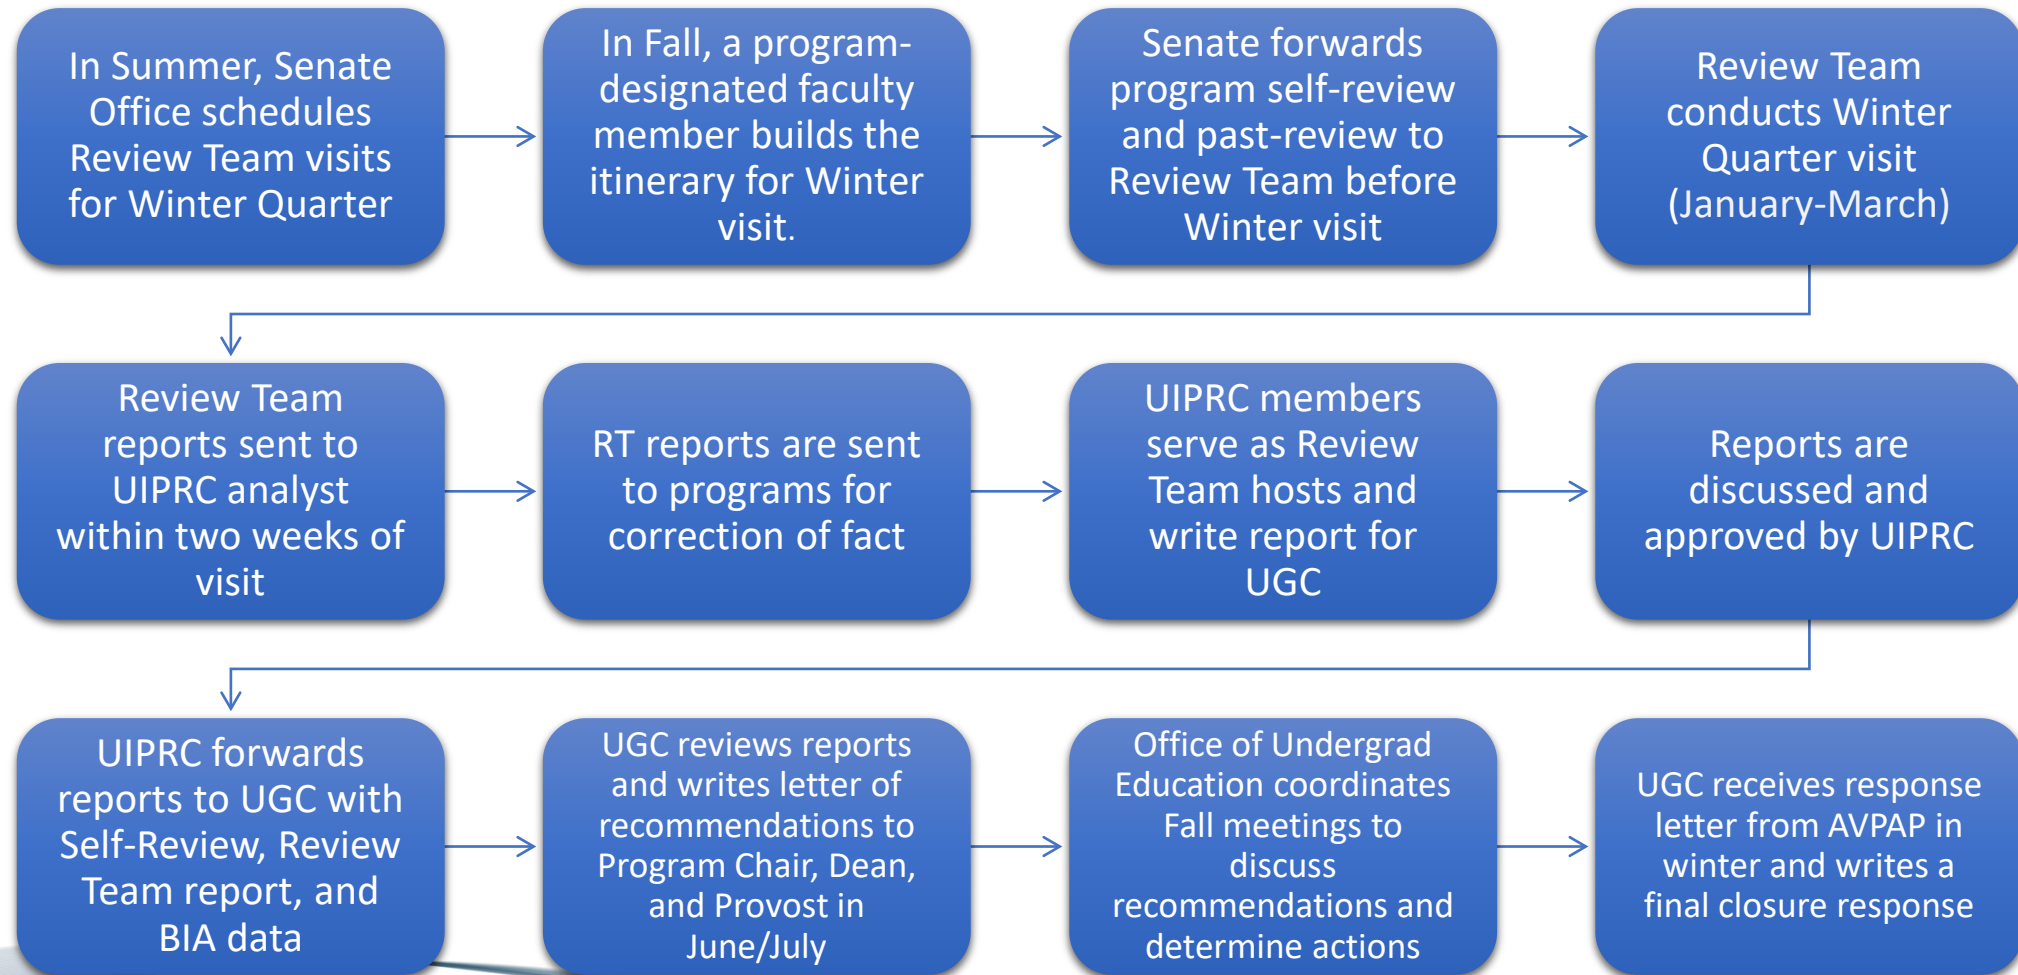 In Summer, Senate
Office schedules
Review Team visits
for Winter Quarter
In Fall, a program-
designated faculty
member builds the
itinerary for Winter
visit.
Senate forwards
program self-review
and past-review to
Review Team before
Winter visit
Review Team
conducts Winter
Quarter visit
(January-March)
Review Team
reports sent to
UIPRC analyst
within two weeks of
visit
RT reports are sent
to programs for
correction of fact
UIPRC members
serve as Review
Team hosts and
write report for
UGC
Reports are
discussed and
approved by UIPRC
UIPRC forwards
reports to UGC with
Self-Review, Review
Team report, and
BIA data
UGC reviews reports
and writes letter of
recommendations to
Program Chair, Dean,
and Provost in
June/July
Office of Undergrad
Education coordinates
Fall meetings to
discuss
recommendations and
determine actions
UGC receives response
letter from AVPAP in
winter and writes a
final closure response